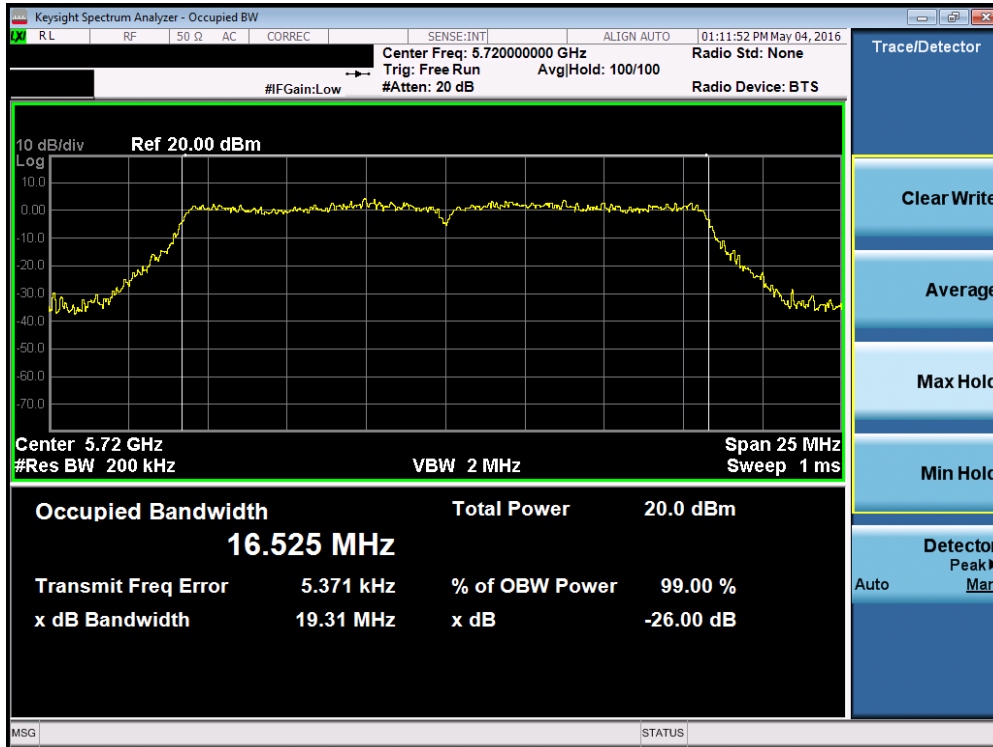 Keysight Spectrum Analyzer - Occupied BW
LXI RL RF 50 Ω AC CORREC SENSE:INT ALIGN AUTO 01:11:52 PM May 04, 2016
Center Freq: 5.720000000 GHz Radio Std: None
Trig: Free Run Avg|Hold: 100/100
#IFGain:Low #Atten: 20 dB Radio Device: BTS
10 dB/div Ref 20.00 dBm
Log
10.0
0.00
-10.0
-20.0
-30.0
-40.0
-50.0
-60.0
-70.0
Center 5.72 GHz Span 25 MHz
#Res BW 200 kHz VBW 2 MHz Sweep 1 ms
Occupied Bandwidth Total Power 20.0 dBm
16.525 MHz
Transmit Freq Error 5.371 kHz % of OBW Power 99.00 %
x dB Bandwidth 19.31 MHz x dB -26.00 dB
MSG STATUS
Trace/Detector
Clear Write
Average
Max Hold
Min Hold
Detector
Peak
Auto Man